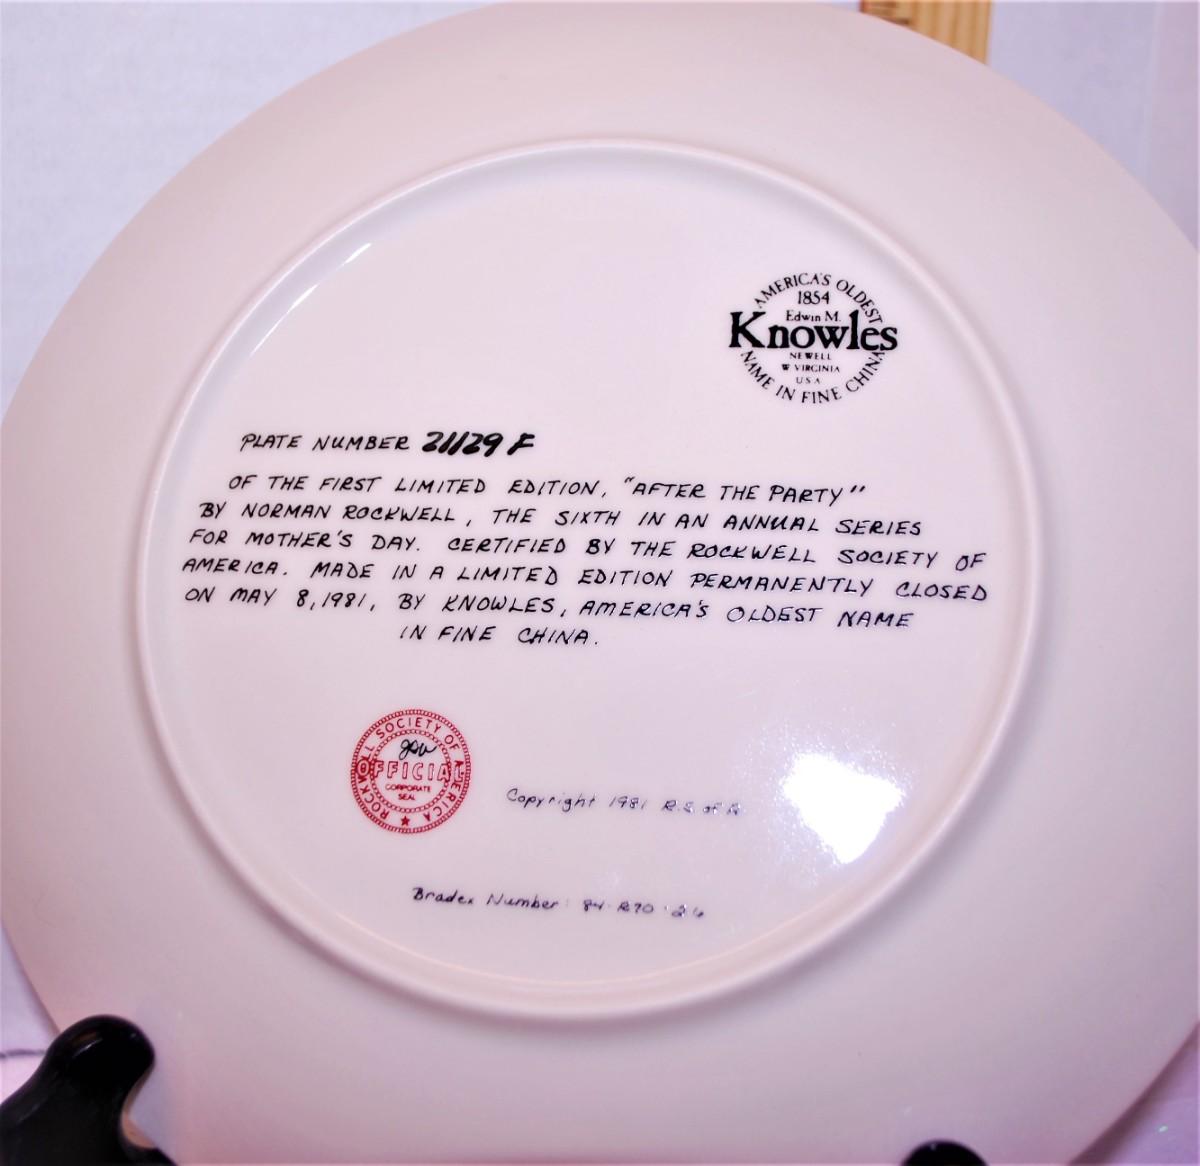 AMERICA'S OLDEST
1854
Edwin M.
Knowles
NEWELL
W VIRGINIA
USA
NAME IN FINE CHINA
PLATE NUMBER 21129 F
OF THE FIRST LIMITED EDITION, "AFTER THE PARTY"
BY NORMAN ROCKWELL, THE SIXTH IN AN ANNUAL SERIES
FOR MOTHER'S DAY. CERTIFIED BY THE ROCKWELL SOCIETY OF
AMERICA. MADE IN A LIMITED EDITION PERMANENTLY CLOSED
ON MAY 8, 1981, BY KNOWLES, AMERICA'S OLDEST NAME
IN FINE CHINA.
ROCKWELL SOCIETY OF AMERICA
OFFICIAL
CORPORATE
SEAL
Copyright 1981 R.S. of A.
Bradex Number: 84-R70-2.6